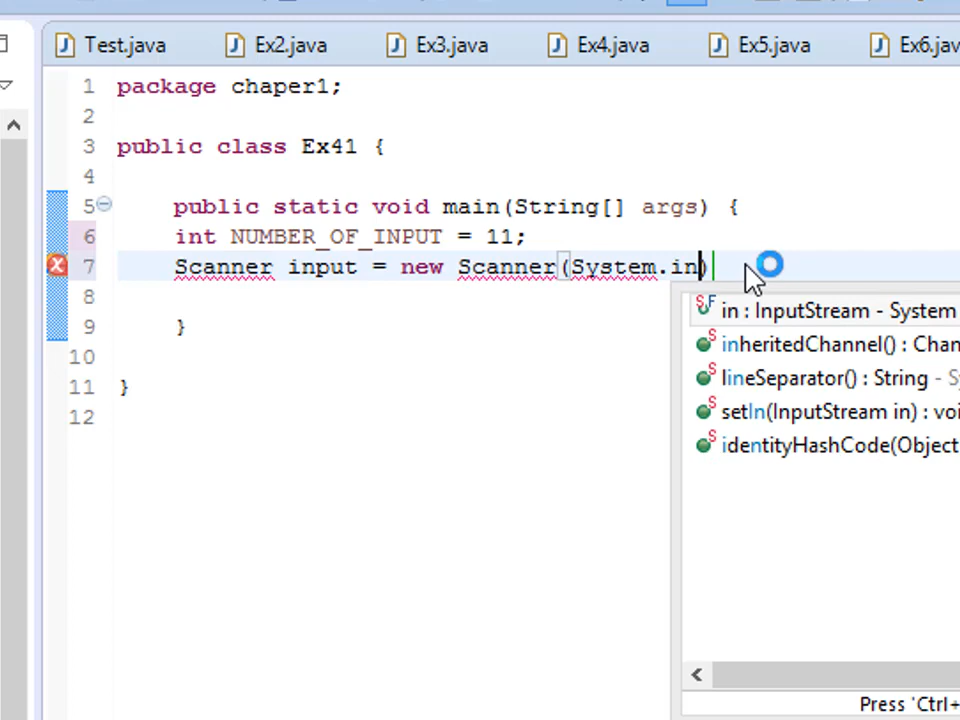 Test.java Ex2.java Ex3.java Ex4.java Ex5.java Ex6.jav
1 package chaper1;
2
3 public class Ex41 {
4
5 public static void main(String[] args) {
6 int NUMBER_OF_INPUT = 11;
7 Scanner input = new Scanner(System.in)
8
in : InputStream - System
9 }
inheritedChannel() : Chan
10
lineSeparator() : String - S
11 }
setIn(InputStream in) : voi
12
identityHashCode(Object
Press 'Ctrl+